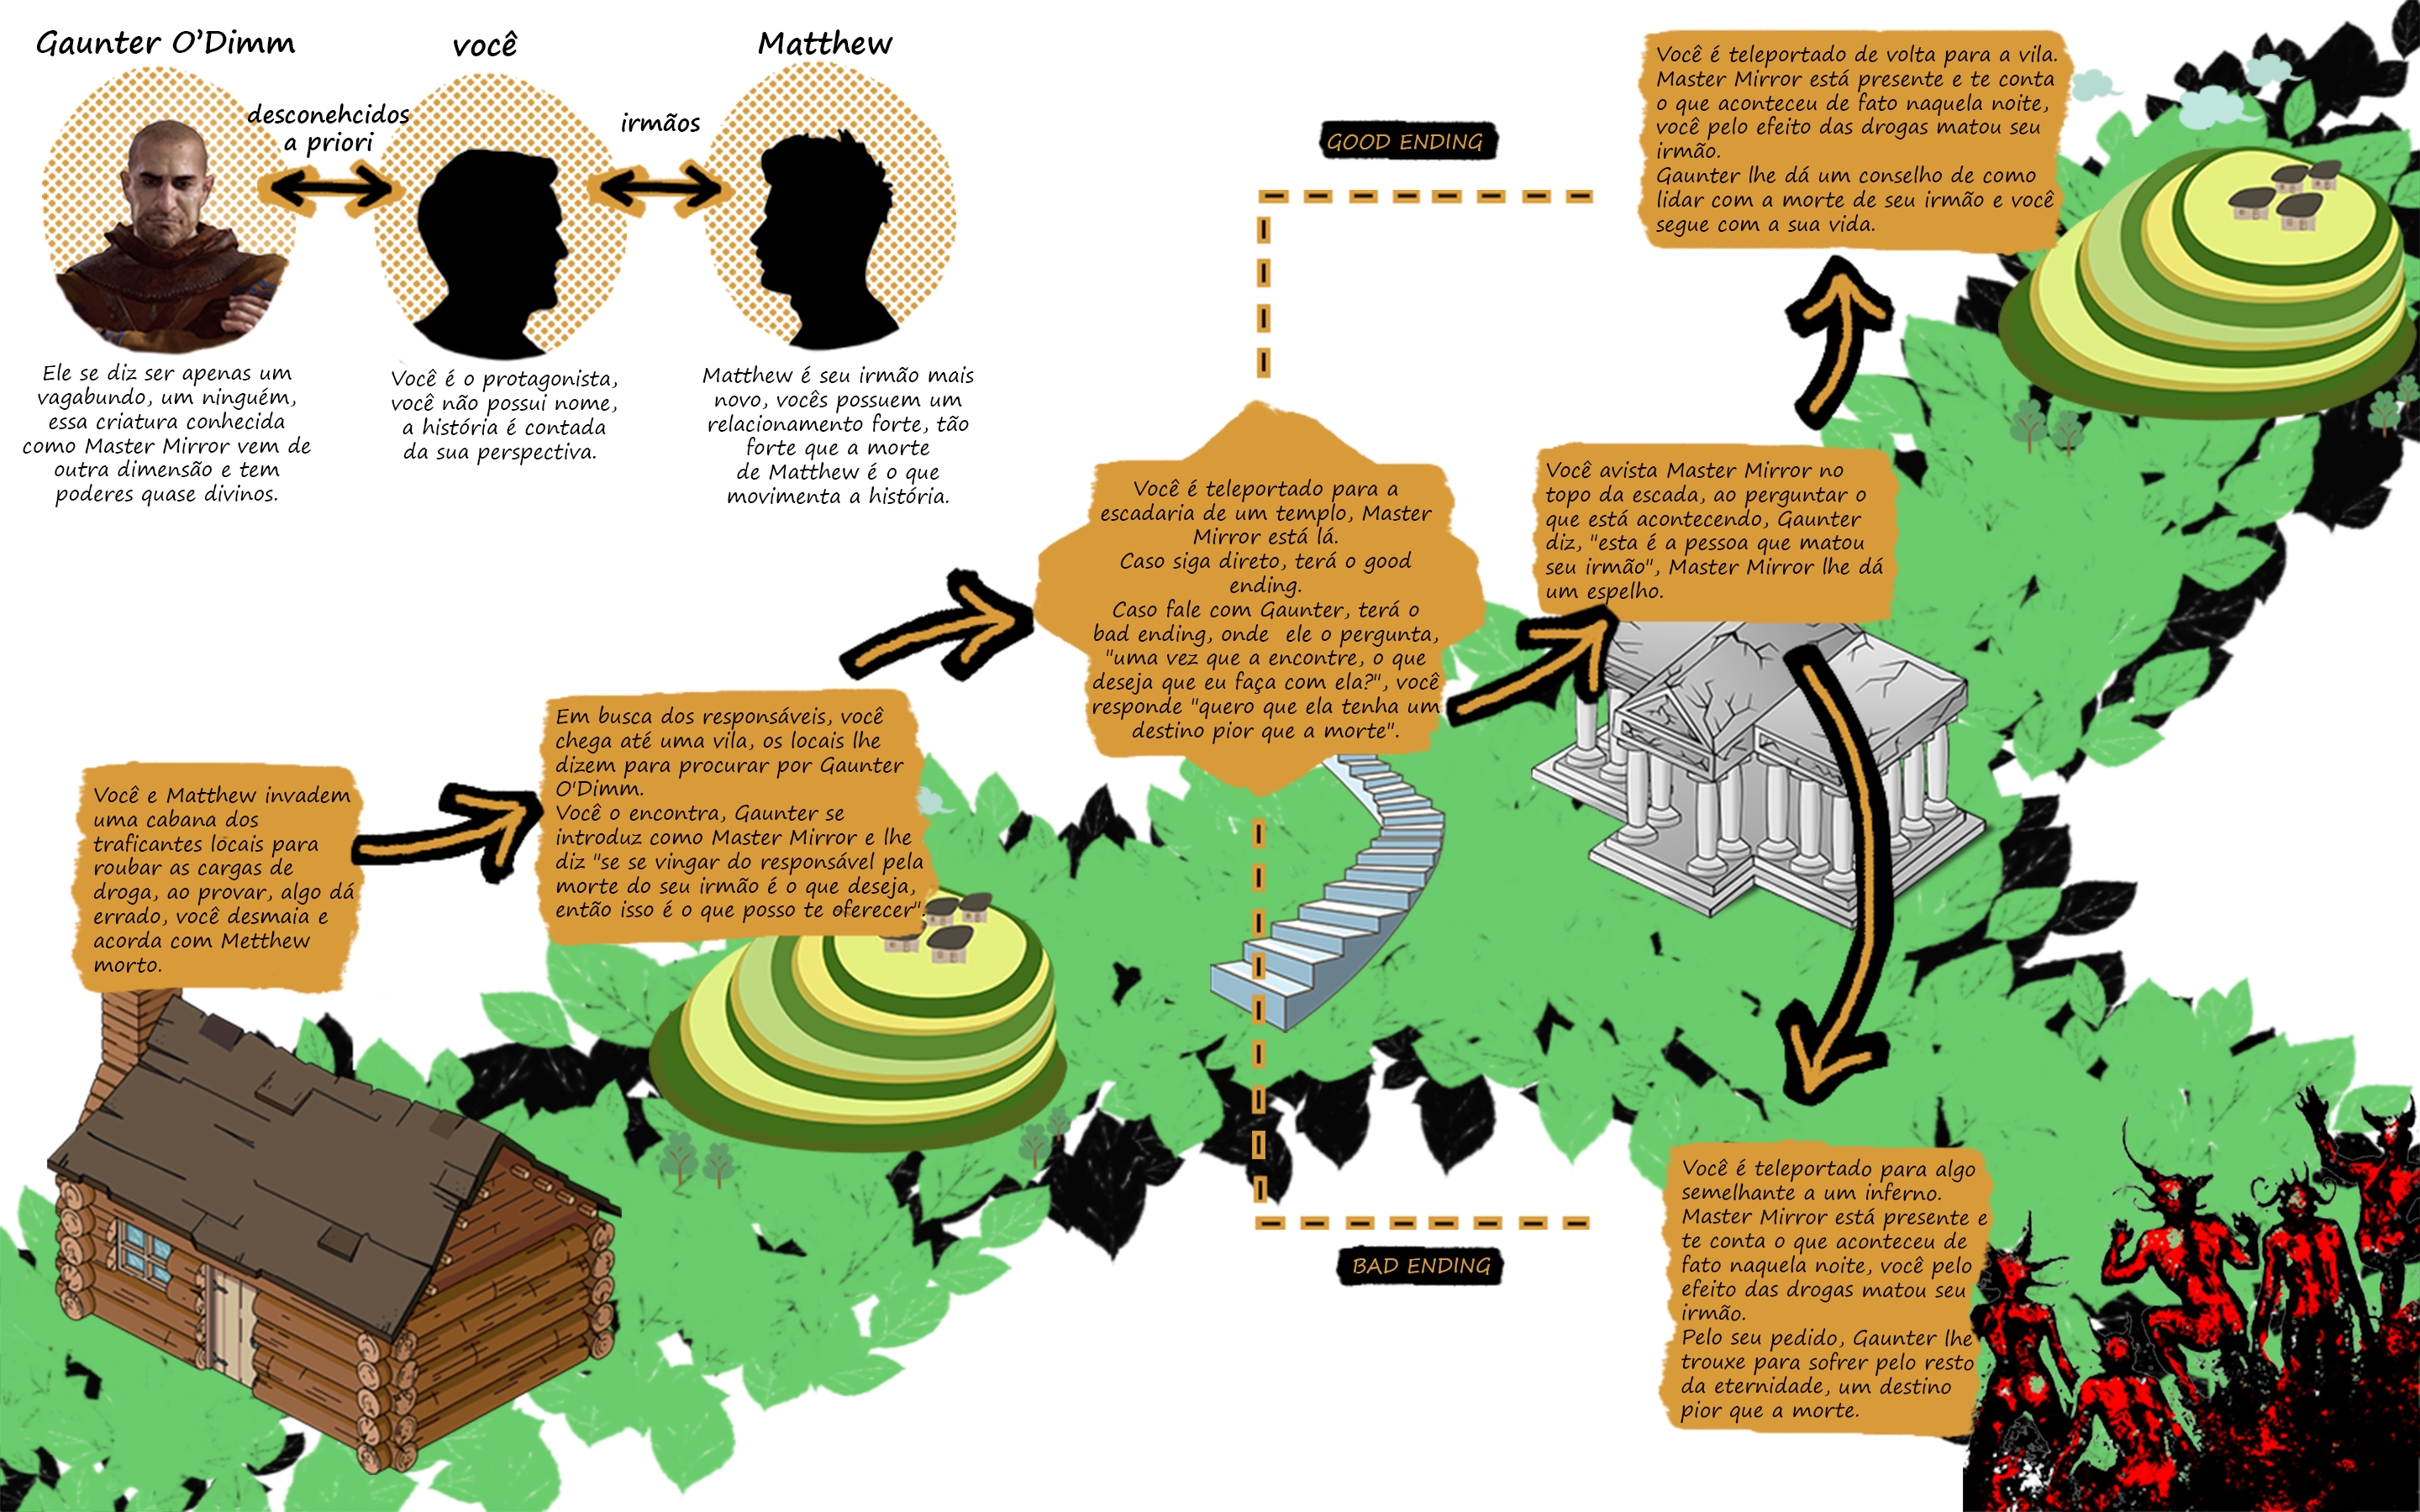 Gaunter O'Dimm
você
Matthew
desconehcidos
a priori
irmãos
Ele se diz ser apenas um
vagabundo, um ninguém,
essa criatura conhecida
como Master Mirror vem de
outra dimensão e tem
poderes quase divinos.
Você é o protagonista,
você não possui nome,
a história é contada
da sua perspectiva.
Matthew é seu irmão mais
novo, vocês possuem um
relacionamento forte, tão
forte que a morte
de Matthew é o que
movimenta a história.
Você e Matthew invadem
uma cabana dos
traficantes locais para
roubar as cargas de
droga, ao provar, algo dá
errado, você desmaia e
acorda com Metthew
morto.
Em busca dos responsáveis, você
chega até uma vila, os locais lhe
dizem para procurar por Gaunter
O'Dimm.
Você o encontra, Gaunter se
introduz como Master Mirror e lhe
diz "se se vingar do responsável pela
morte do seu irmão é o que deseja,
então isso é o que posso te oferecer".
Você é teleportado para a
escadaria de um templo, Master
Mirror está lá.
Caso siga direto, terá o good
ending.
Caso fale com Gaunter, terá o
bad ending, onde  ele o pergunta,
"uma vez que a encontre, o que
deseja que eu faça com ela?", você
responde "quero que ela tenha um
destino pior que a morte".
Você avista Master Mirror no
topo da escada, ao perguntar o
que está acontecendo, Gaunter
diz, "esta é a pessoa que matou
seu irmão", Master Mirror lhe dá
um espelho.
GOOD ENDING
Você é teleportado de volta para a vila.
Master Mirror está presente e te conta
o que aconteceu de fato naquela noite,
você pelo efeito das drogas matou seu
irmão.
Gaunter lhe dá um conselho de como
lidar com a morte de seu irmão e você
segue com a sua vida.
BAD ENDING
Você é teleportado para algo
semelhante a um inferno.
Master Mirror está presente e
te conta o que aconteceu de
fato naquela noite, você pelo
efeito das drogas matou seu
irmão.
Pelo seu pedido, Gaunter lhe
trouxe para sofrer pelo resto
da eternidade, um destino
pior que a morte.